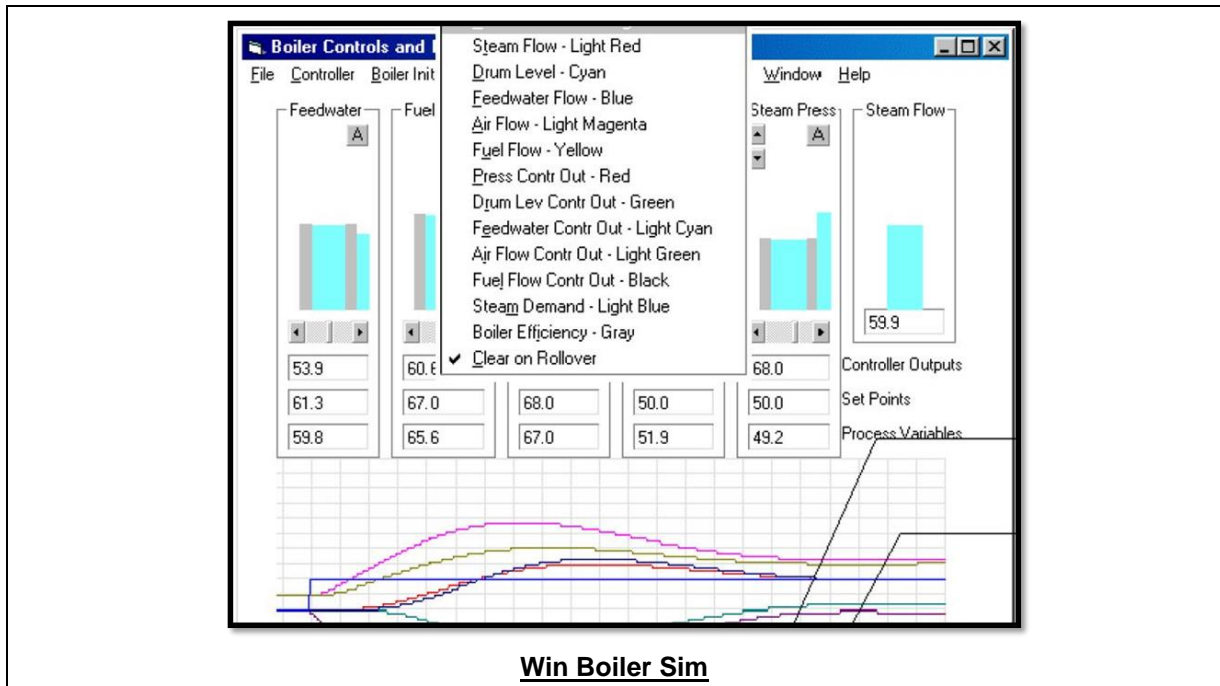 Boiler Controls and
File Controller Boiler Init Window Help
Steam Flow - Light Red
Drum Level - Cyan
Feedwater Flow - Blue
Air Flow - Light Magenta
Fuel Flow - Yellow
Press Contr Out - Red
Drum Lev Contr Out - Green
Feedwater Contr Out - Light Cyan
Air Flow Contr Out - Light Green
Fuel Flow Contr Out - Black
Steam Demand - Light Blue
Boiler Efficiency - Gray
Clear on Rollover
Feedwater Fuel Steam Press Steam Flow
A A
59.9
53.9 60.6 68.0 Controller Outputs
61.3 67.0 68.0 50.0 50.0 Set Points
59.8 65.6 67.0 51.9 49.2 Process Variables
Win Boiler Sim